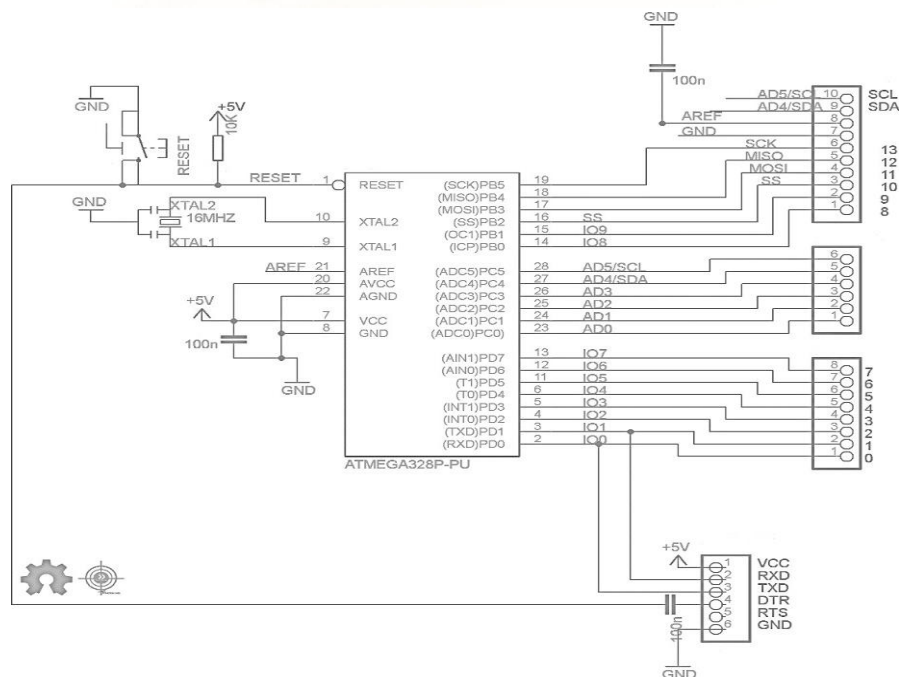 GND
100n
AD5/SCL 10 SCL
AD4/SDA 9 SDA
AREF 8
GND 7
SCK 6 13
MISO 5 12
MOSI 4 11
SS 3 10
2 9
1 8
GND
+5V
10K
RESET
RESET 1 RESET
GND
XTAL2
16MHZ
XTAL1
10 XTAL2
9 XTAL1
AREF 21 AREF
20 AVCC
22 AGND
+5V
7 VCC
8 GND
100n
GND
(SCK)PB5 19
(MISO)PB4 18
(MOSI)PB3 17
(SS)PB2 16 SS
(OC1)PB1 15 IO9
(ICP)PB0 14 IO8
(ADC5)PC5 28 AD5/SCL 6
(ADC4)PC4 27 AD4/SDA 5
(ADC3)PC3 26 AD3 4
(ADC2)PC2 25 AD2 3
(ADC1)PC1 24 AD1 2
(ADC0)PC0 23 AD0 1
(AIN1)PD7 13 IO7 8 7
(AIN0)PD6 12 IO6 7 6
(T1)PD5 11 IO5 6 5
(T0)PD4 6 IO4 5 4
(INT1)PD3 5 IO3 4 3
(INT0)PD2 4 IO2 3 2
(TXD)PD1 3 IO1 2 1
(RXD)PD0 2 IO0 1 0
ATMEGA328P-PU
+5V
1 VCC
2 RXD
3 TXD
4 DTR
5 RTS
6 GND
100n
GND